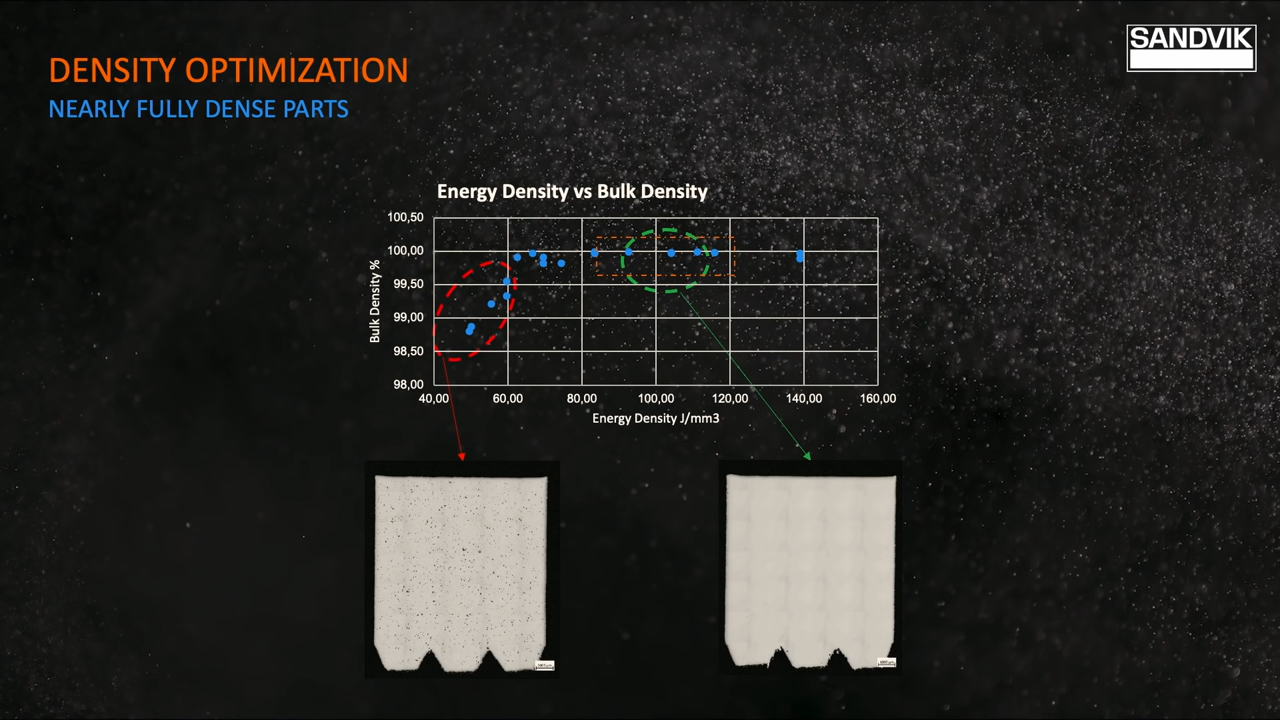 SANDVIK
DENSITY OPTIMIZATION
NEARLY FULLY DENSE PARTS
Energy Density vs Bulk Density
100,50
100,00
99,50
99,00
98,50
98,00
Bulk Density %
40,00 60,00 80,00 100,00 120,00 140,00 160,00
Energy Density J/mm3